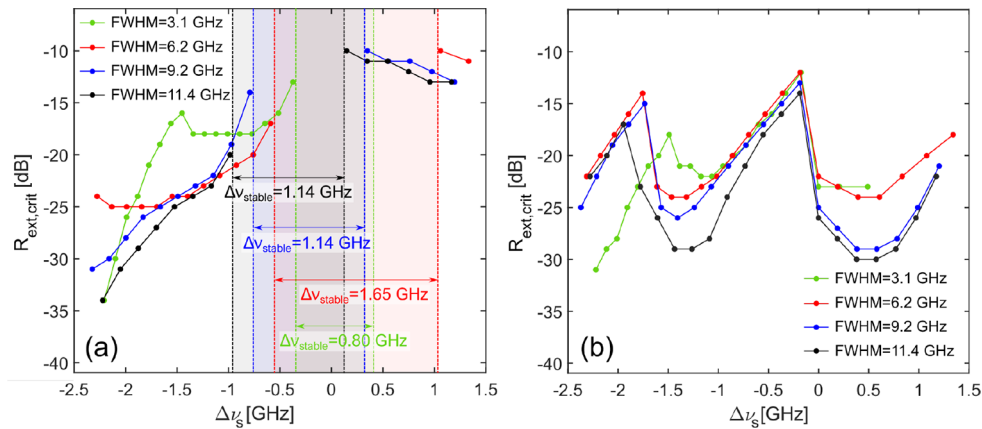 FWHM=3.1 GHz
FWHM=6.2 GHz
FWHM=9.2 GHz
FWHM=11.4 GHz
-10
-15
-20
-25
-30
-35
-40
R_ext,crit [dB]
Δν_stable=1.14 GHz
Δν_stable=1.14 GHz
Δν_stable=1.65 GHz
Δν_stable=0.80 GHz
(a)
-2.5 -2 -1.5 -1 -0.5 0 0.5 1 1.5
Δν_s[GHz]
(b)
-10
-15
-20
-25
-30
-35
-40
R_ext,crit [dB]
FWHM=3.1 GHz
FWHM=6.2 GHz
FWHM=9.2 GHz
FWHM=11.4 GHz
-2.5 -2 -1.5 -1 -0.5 0 0.5 1 1.5
Δν_s[GHz]